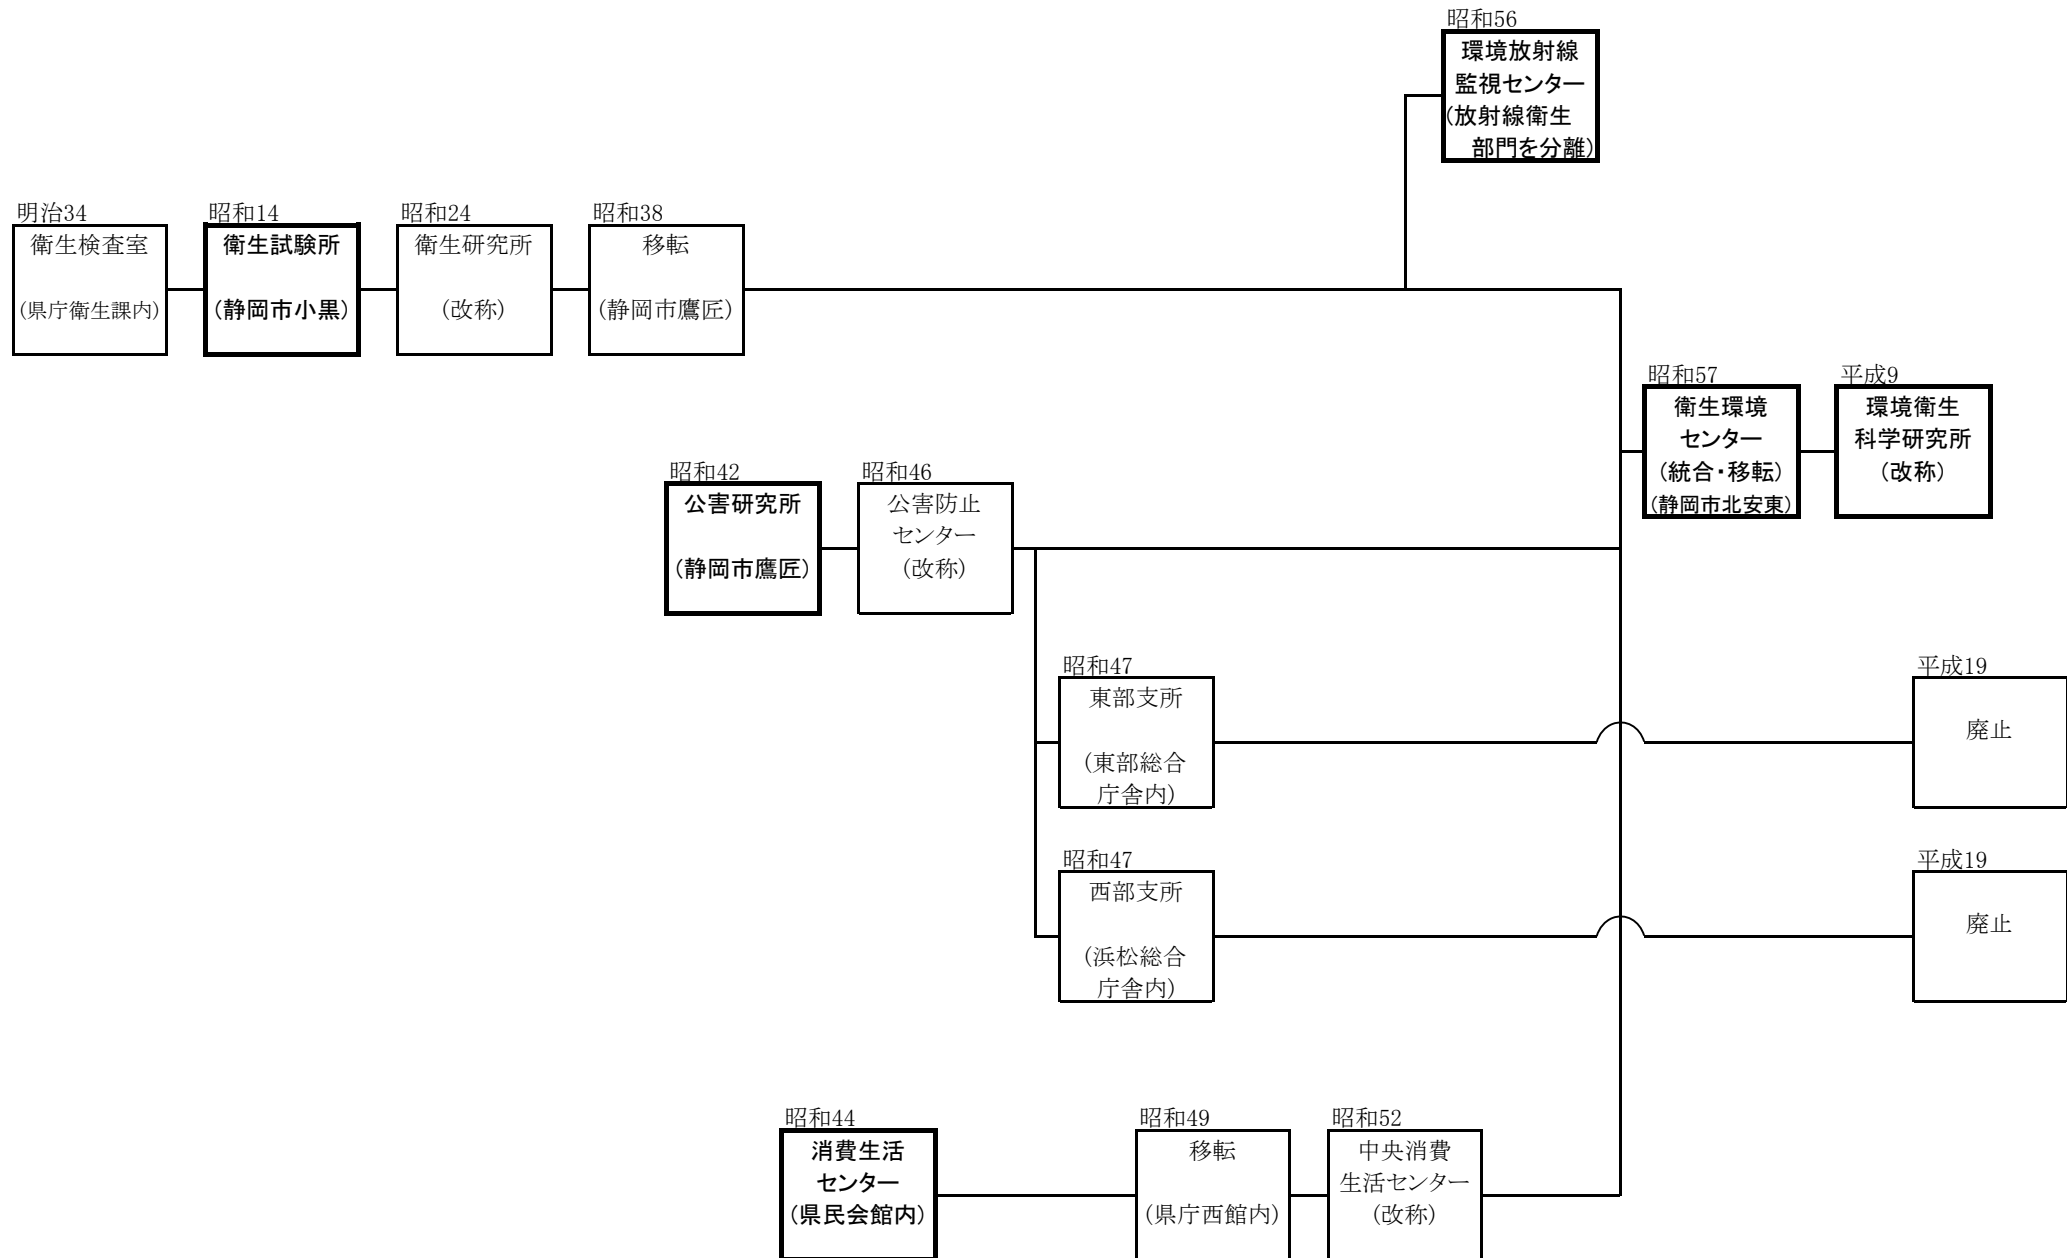 昭和56
環境放射線
監視センター
(放射線衛生
部門を分離)
明治34
衛生検査室
(県庁衛生課内)
昭和14
衛生試験所
(静岡市小黒)
昭和24
衛生研究所
(改称)
昭和38
移転
(静岡市鷹匠)
昭和57
衛生環境
センター
(統合・移転)
(静岡市北安東)
平成9
環境衛生
科学研究所
(改称)
昭和42
公害研究所
(静岡市鷹匠)
昭和46
公害防止
センター
(改称)
昭和47
東部支所
(東部総合
庁舎内)
平成19
廃止
昭和47
西部支所
(浜松総合
庁舎内)
平成19
廃止
昭和44
消費生活
センター
(県民会館内)
昭和49
移転
(県庁西館内)
昭和52
中央消費
生活センター
(改称)